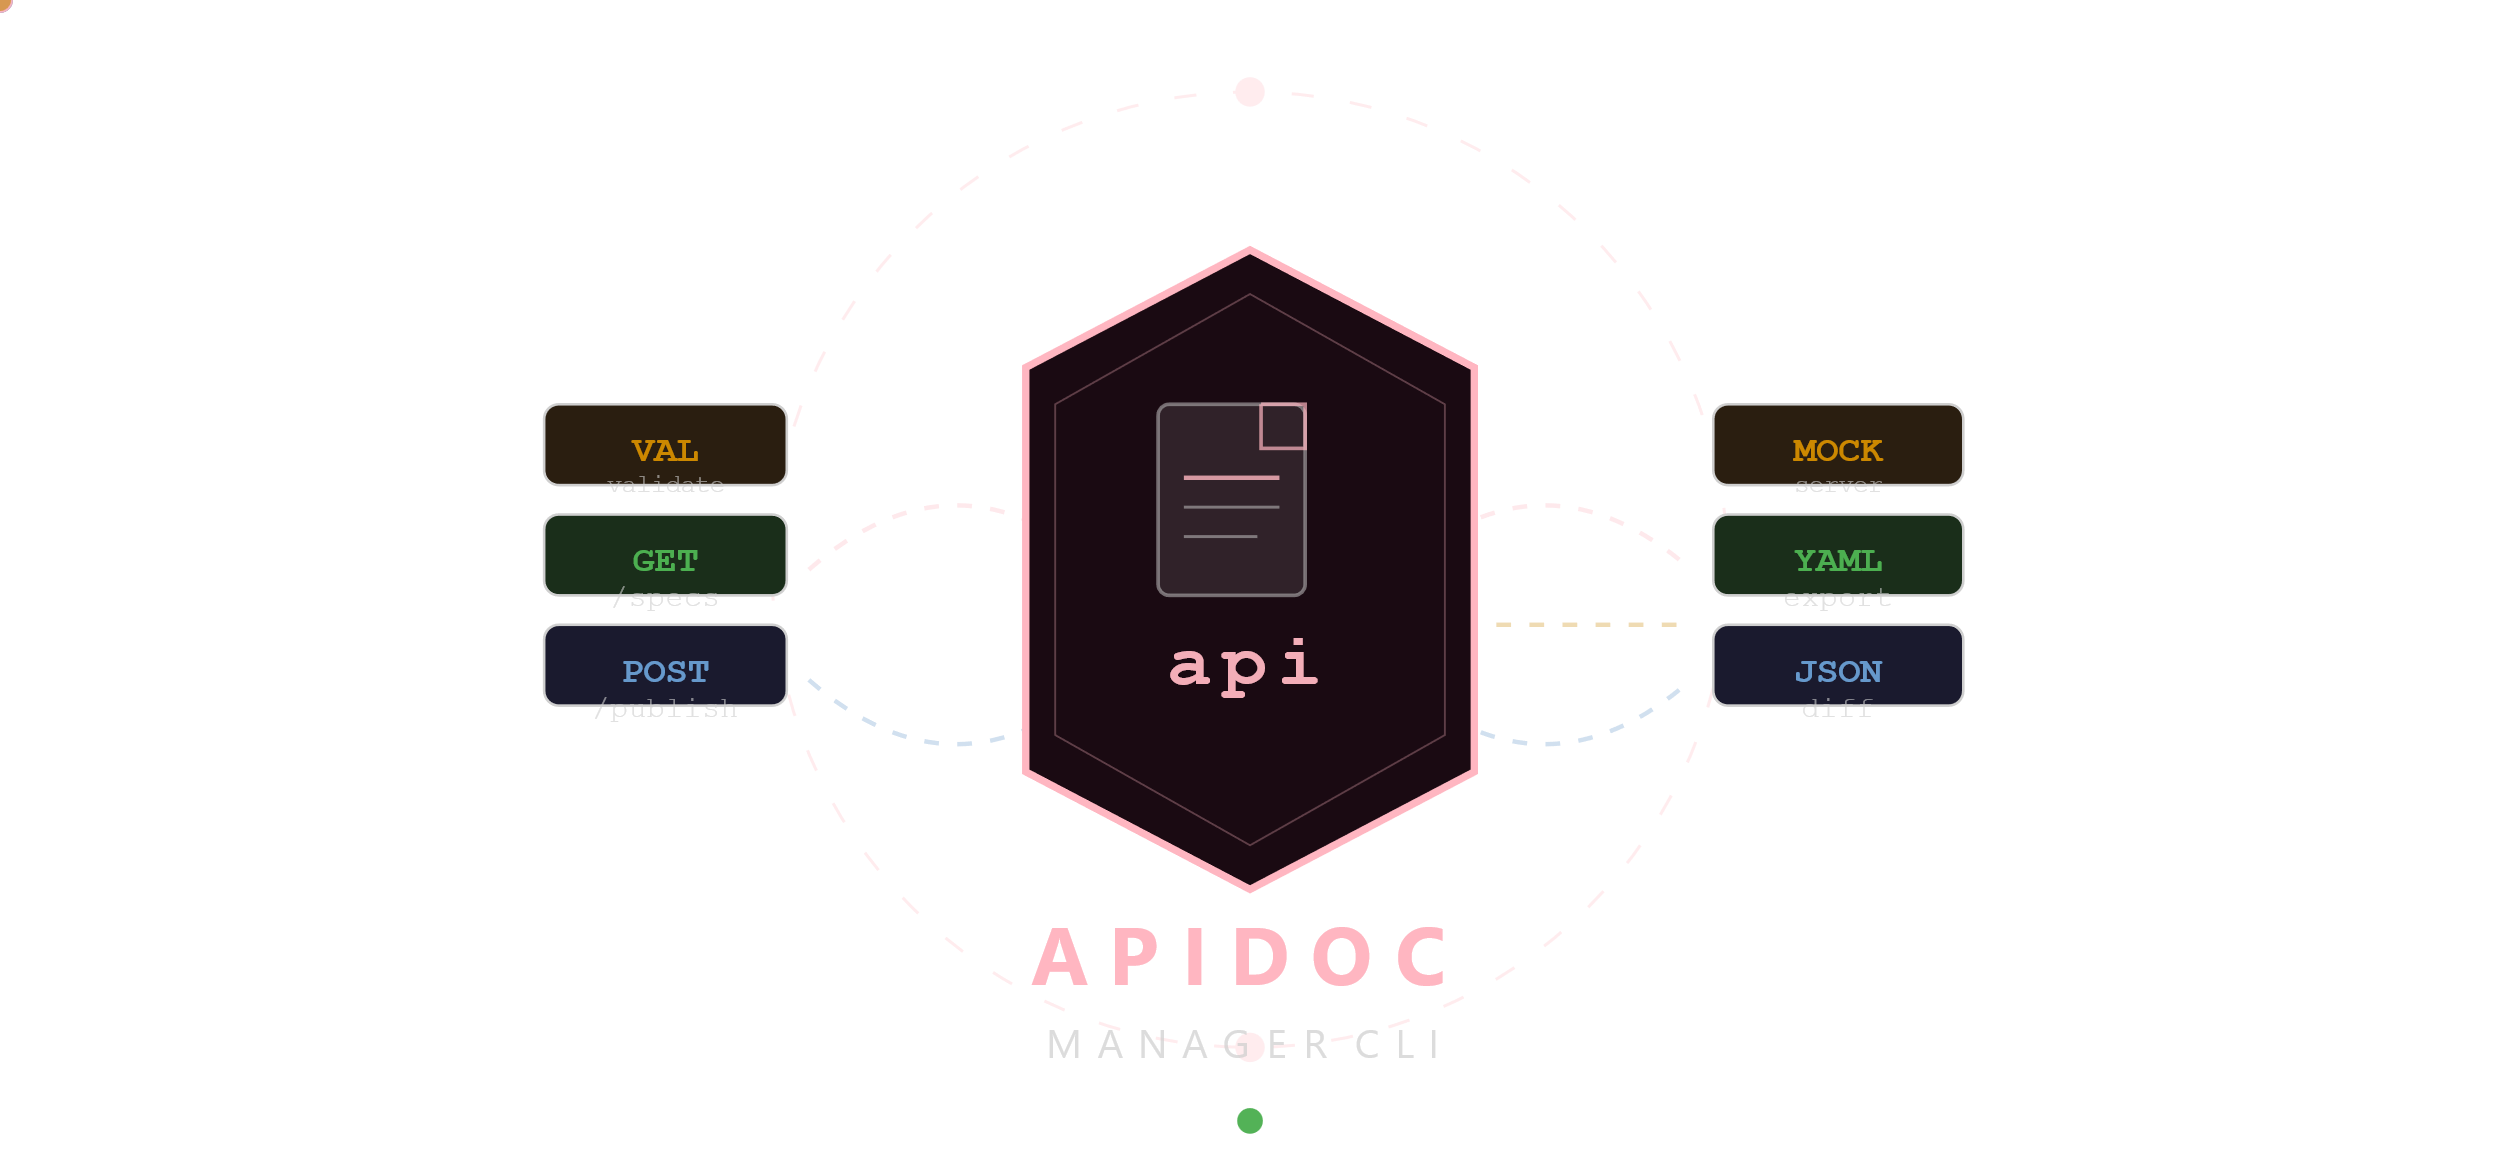 VAL
validate
GET
/specs
POST
/publish
api
MOCK
server
YAML
export
JSON
diff
APIDOC
MANAGER CLI